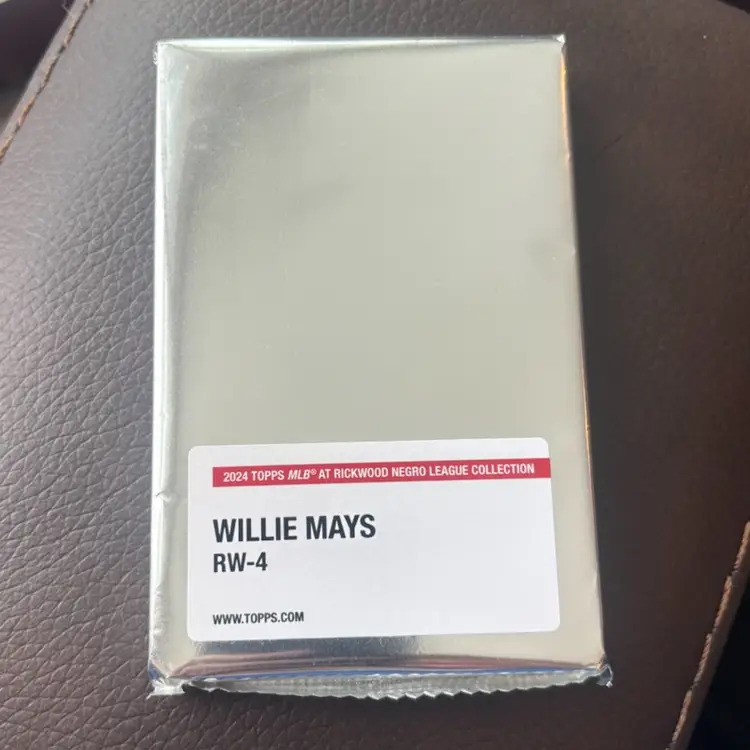 2024 TOPPS MLB® AT RICKWOOD NEGRO LEAGUE COLLECTION
WILLIE MAYS
RW-4
WWW.TOPPS.COM